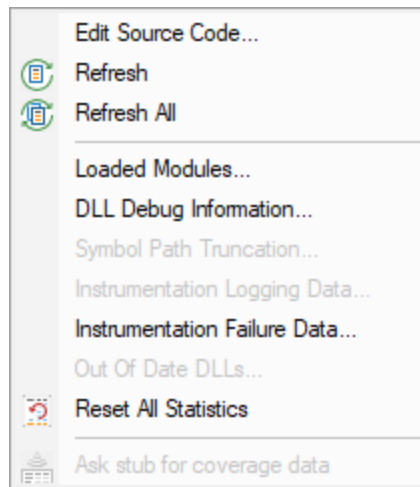 Edit Source Code...
Refresh
Refresh All
Loaded Modules...
DLL Debug Information...
Symbol Path Truncation...
Instrumentation Logging Data...
Instrumentation Failure Data...
Out Of Date DLLs...
Reset All Statistics
Ask stub for coverage data